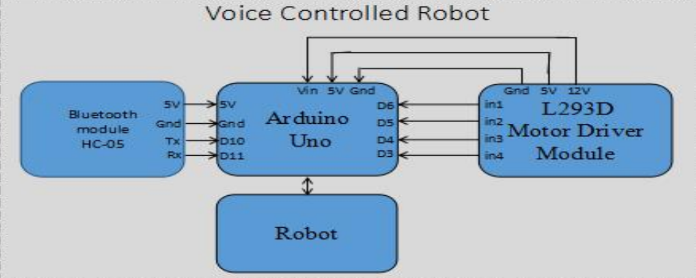 Voice Controlled Robot
Vin 5V Gnd
Gnd 5V 12V
Bluetooth
module
HC-05
5V
Gnd
Tx
Rx
5V
Gnd
D10
D11
Arduino
Uno
D6
D5
D4
D3
in1
in2
in3
in4
L293D
Motor Driver
Module
Robot